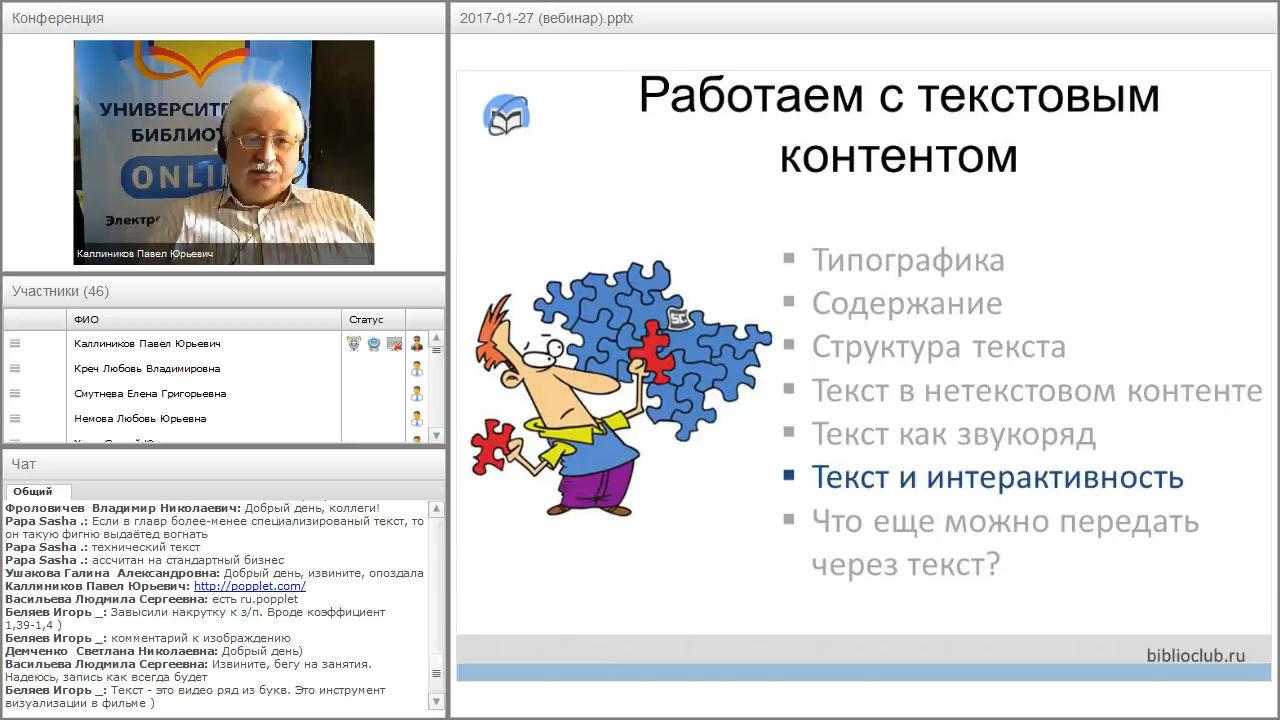 Конференция
УНИВЕРСИТ
БИБЛИОТ
ONLI
Электро
Каллиников Павел Юрьевич
Участники (46)
ФИО Статус
Каллиников Павел Юрьевич
Креч Любовь Владимировна
Смутнева Елена Григорьевна
Немова Любовь Юрьевна
Чат
Общий
Фроловичев Владимир Николаевич: Добрый день, коллеги!
Papa Sasha .: Если в главр более-менее специализированый текст, то
он такую фигню выдаётед вогнать
Papa Sasha .: технический текст
Papa Sasha .: ассчитан на стандартный бизнес
Ушакова Галина Александровна: Добрый день, извините, опоздала
Каллиников Павел Юрьевич: http://popplet.com/
Васильева Людмила Сергеевна: есть ru.popplet
Беляев Игорь _: Завысили накрутку к з/п. Вроде коэффициент
1,39-1,4 )
Беляев Игорь _: комментарий к изображению
Демченко Светлана Николаевна: Добрый день)
Васильева Людмила Сергеевна: Извините, бегу на занятия.
Надеюсь, запись как всегда будет
Беляев Игорь _: Текст - это видео ряд из букв. Это инструмент
визуализации в фильме )
2017-01-27 (вебинар).pptx
Работаем с текстовым
контентом
Типографика
Содержание
Структура текста
Текст в нетекстовом контенте
Текст как звукоряд
Текст и интерактивность
Что еще можно передать
через текст?
biblioclub.ru